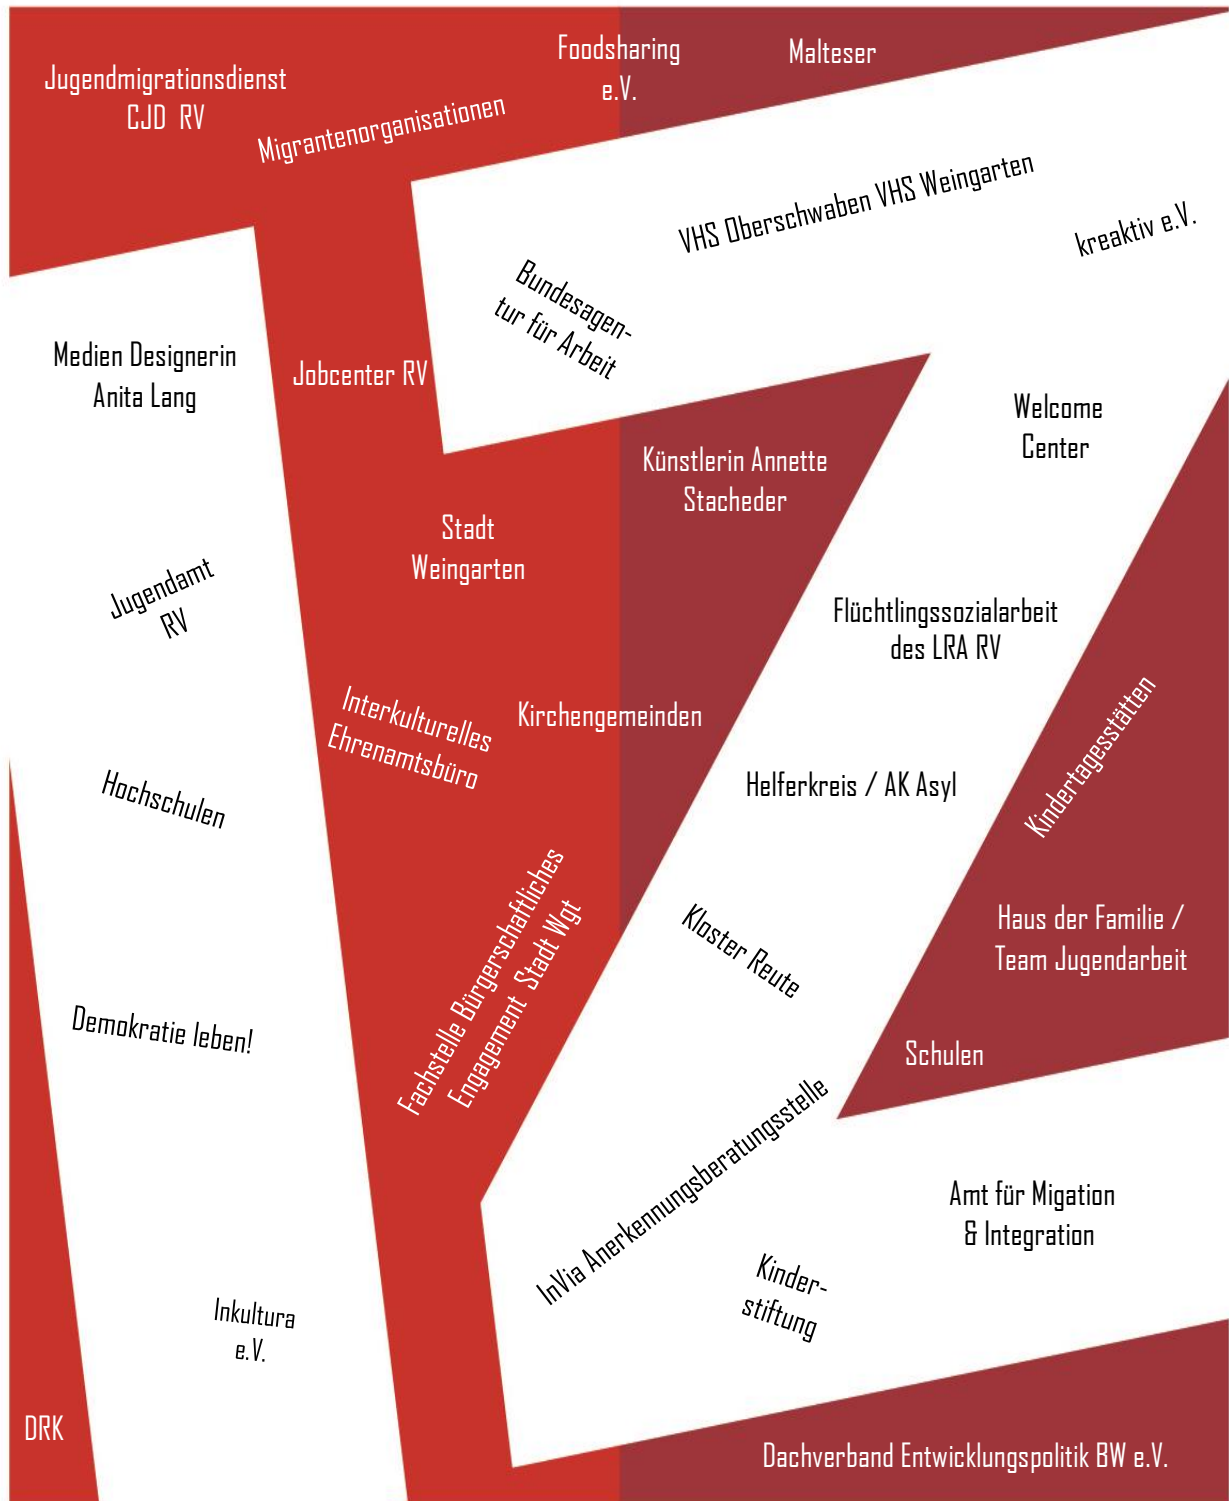 Jugendmigrationsdienst
CJD RV
Migrantenorganisationen
Foodsharing
e.V.
Malteser
VHS Oberschwaben VHS Weingarten
kreaktiv e.V.
Bundesagen-
tur für Arbeit
Medien Designerin
Anita Lang
Jobcenter RV
Welcome
Center
Künstlerin Annette
Stacheder
Stadt
Weingarten
Jugendamt
RV
Flüchtlingssozialarbeit
des LRA RV
Interkulturelles
Ehrenamtsbüro
Kirchengemeinden
Kindertagesstätten
Hochschulen
Helferkreis / AK Asyl
Fachstelle Bürgerschaftliches
Engagement Stadt Wgt
Kloster Reute
Haus der Familie /
Team Jugendarbeit
Demokratie leben!
Schulen
InVia Anerkennungsberatungsstelle
Amt für Migation
& Integration
Kinder-
stiftung
Inkultura
e.V.
DRK
Dachverband Entwicklungspolitik BW e.V.